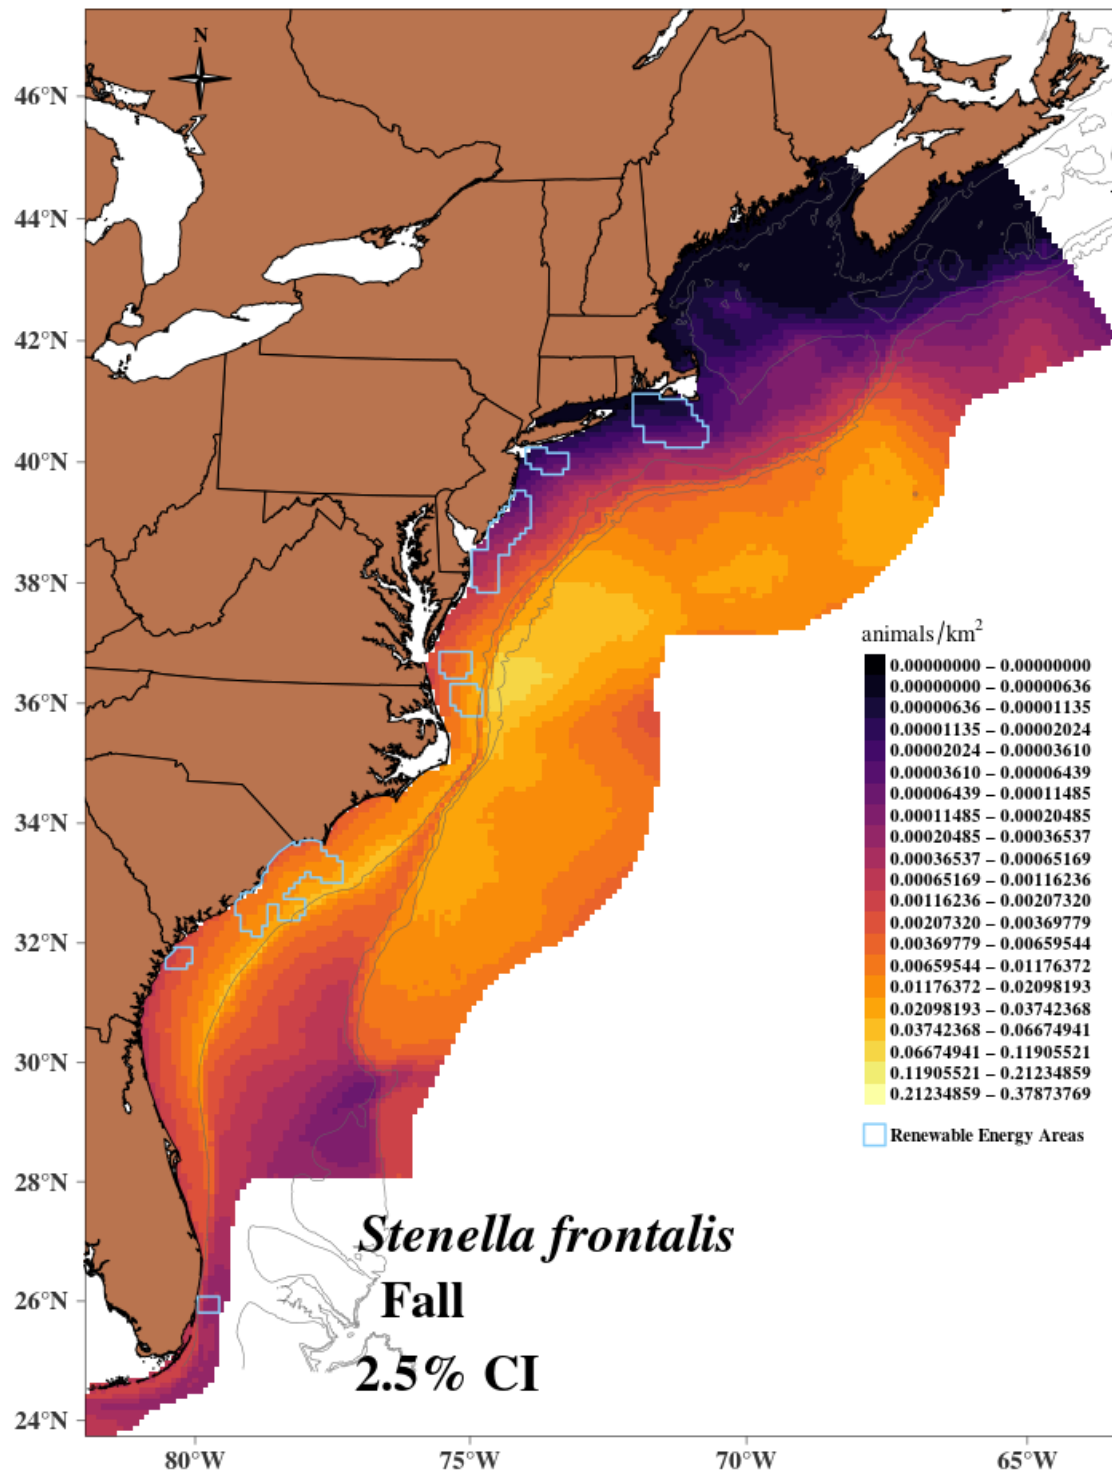 N
46°N
44°N
42°N
40°N
38°N
36°N
34°N
32°N
30°N
28°N
26°N
24°N
80°W
75°W
70°W
65°W
animals/km²
0.00000000 – 0.00000000
0.00000000 – 0.00000636
0.00000636 – 0.00001135
0.00001135 – 0.00002024
0.00002024 – 0.00003610
0.00003610 – 0.00006439
0.00006439 – 0.00011485
0.00011485 – 0.00020485
0.00020485 – 0.00036537
0.00036537 – 0.00065169
0.00065169 – 0.00116236
0.00116236 – 0.00207320
0.00207320 – 0.00369779
0.00369779 – 0.00659544
0.00659544 – 0.01176372
0.01176372 – 0.02098193
0.02098193 – 0.03742368
0.03742368 – 0.06674941
0.06674941 – 0.11905521
0.11905521 – 0.21234859
0.21234859 – 0.37873769
Renewable Energy Areas
Stenella frontalis
Fall
2.5% CI